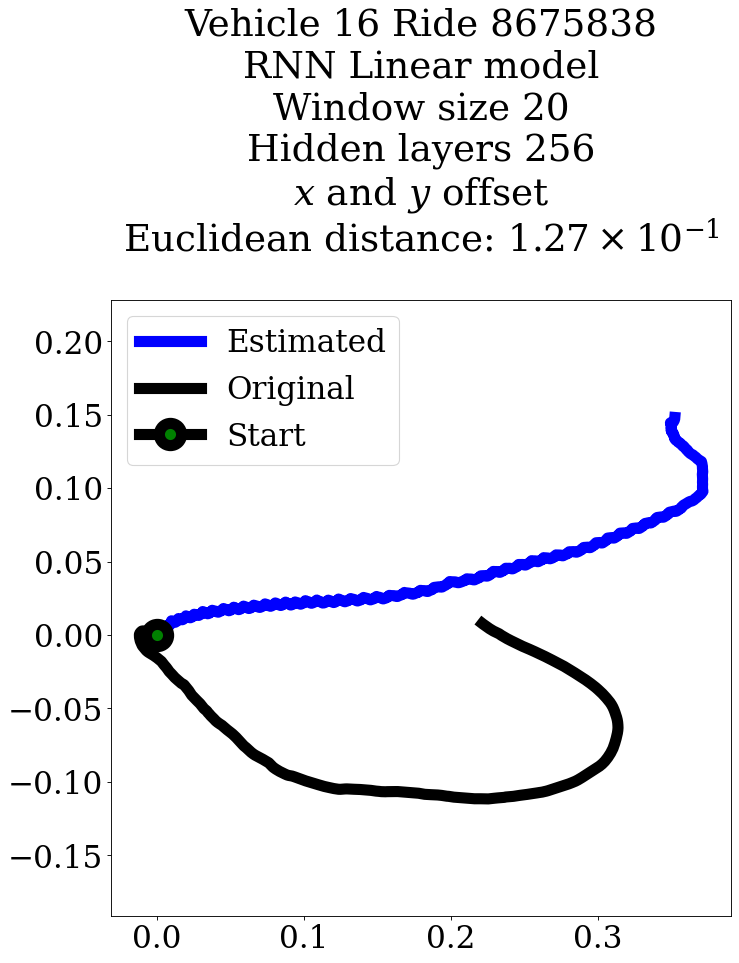 Vehicle 16 Ride 8675838
RNN Linear model
Window size 20
Hidden layers 256
x and y offset
Euclidean distance: 1.27 × 10⁻¹
Estimated
Original
Start
0.20
0.15
0.10
0.05
0.00
−0.05
−0.10
−0.15
0.0 0.1 0.2 0.3